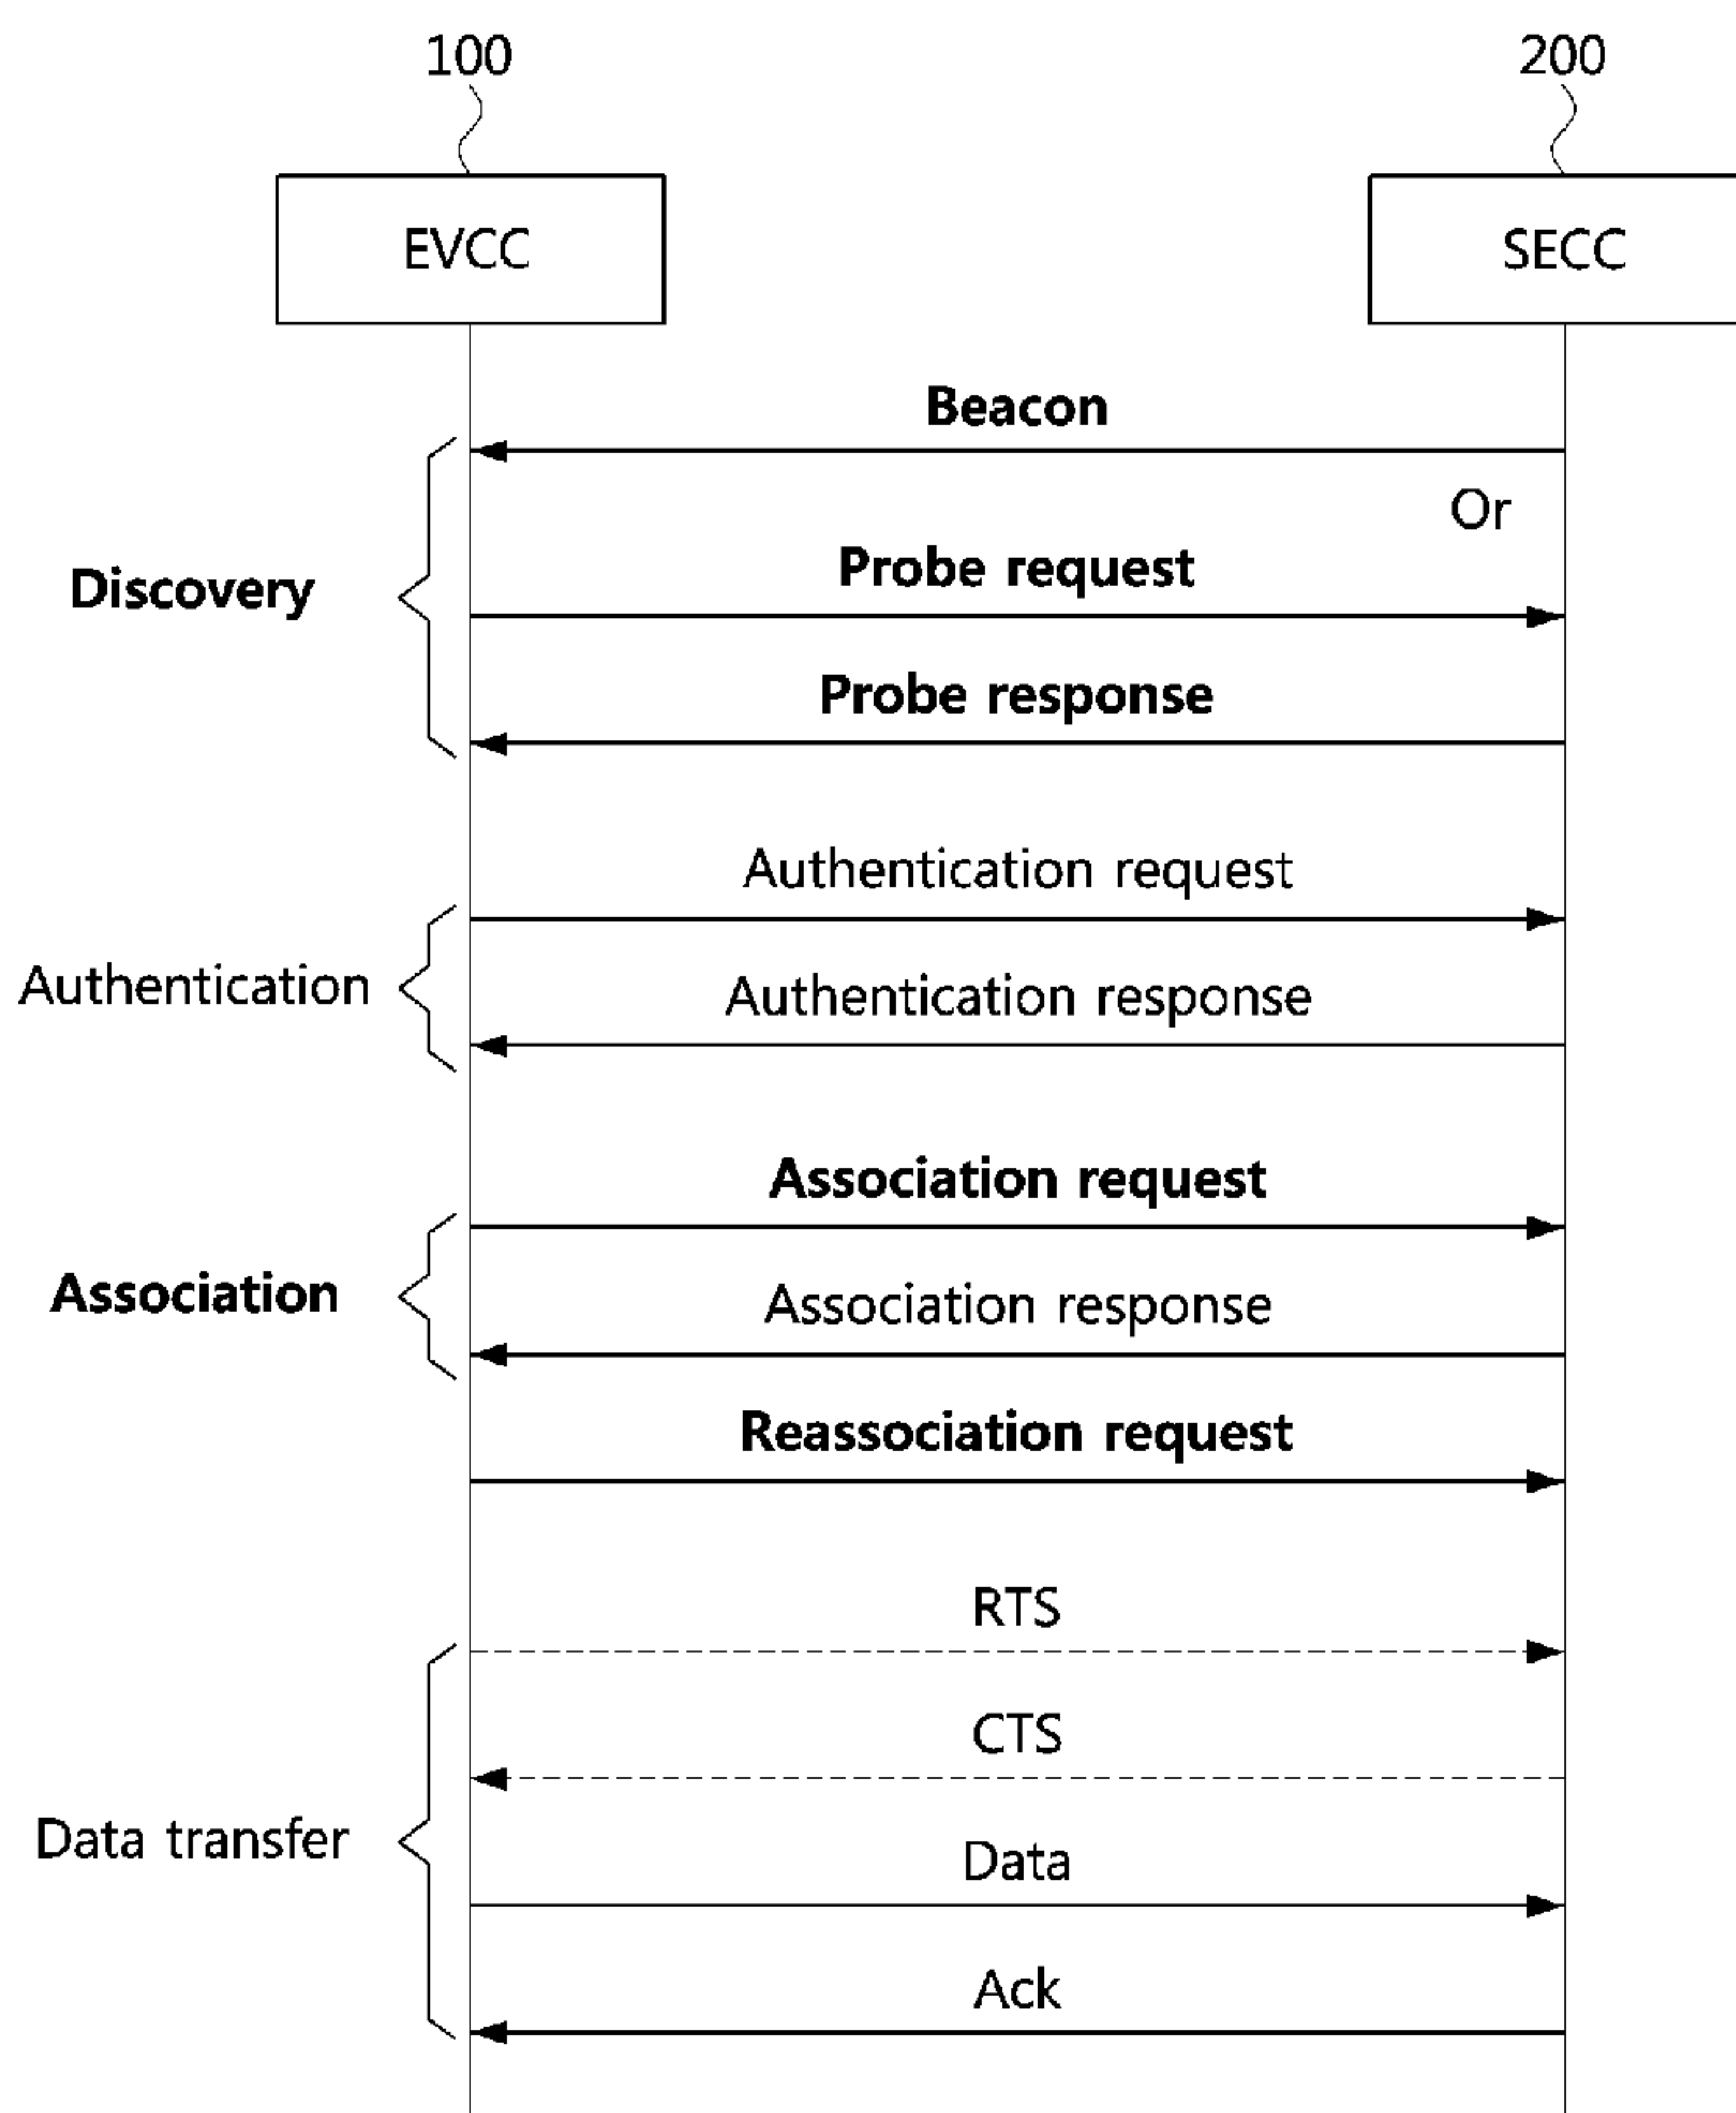 100
200
EVCC
SECC
Beacon
Or
Discovery
Probe request
Probe response
Authentication request
Authentication
Authentication response
Association request
Association
Association response
Reassociation request
RTS
CTS
Data transfer
Data
Ack